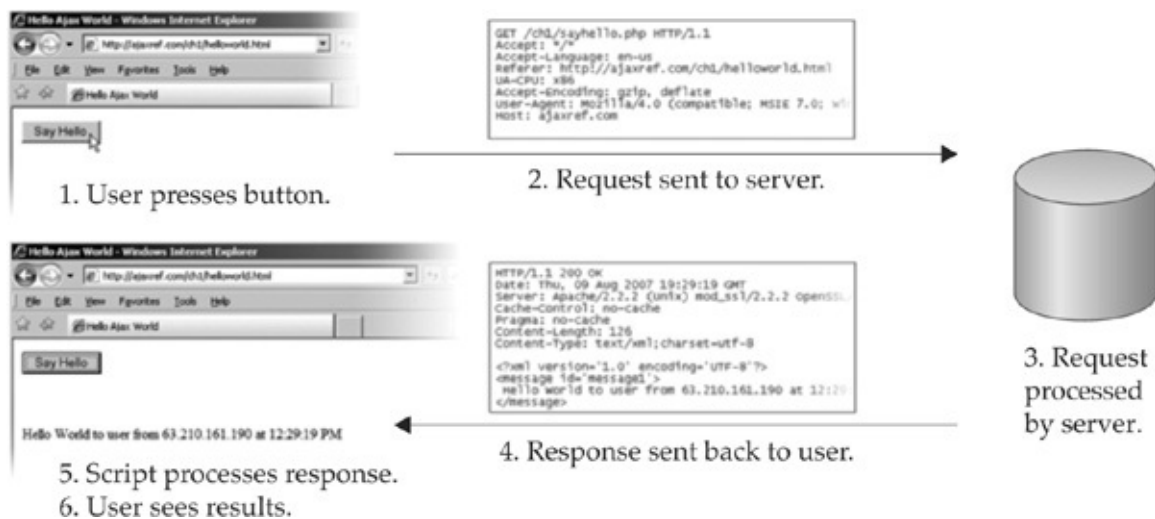 Hello Ajax World - Windows Internet Explorer
http://ajaxref.com/ch1/helloworld.html
File Edit View Favorites Tools Help
Hello Ajax World
Say Hello
1. User presses button.
GET /ch1/sayhello.php HTTP/1.1
Accept: */*
Accept-Language: en-us
Referer: http://ajaxref.com/ch1/helloworld.html
UA-CPU: x86
Accept-Encoding: gzip, deflate
User-Agent: Mozilla/4.0 (compatible; MSIE 7.0;
Host: ajaxref.com
2. Request sent to server.
3. Request
processed
by server.
HTTP/1.1 200 OK
Date: Thu, 09 Aug 2007 19:29:19 GMT
Server: Apache/2.2.2 (Unix) mod_ssl/2.2.2 OpenSSL
Cache-Control: no-cache
Pragma: no-cache
Content-Length: 126
Content-Type: text/xml;charset=utf-8
<?xml version='1.0' encoding='UTF-8'?>
<message id='message1'>
Hello World to user from 63.210.161.190 at 12:29
</message>
4. Response sent back to user.
Hello Ajax World - Windows Internet Explorer
http://ajaxref.com/ch1/helloworld.html
File Edit View Favorites Tools Help
Hello Ajax World
Say Hello
Hello World to user from 63.210.161.190 at 12:29:19 PM
5. Script processes response.
6. User sees results.